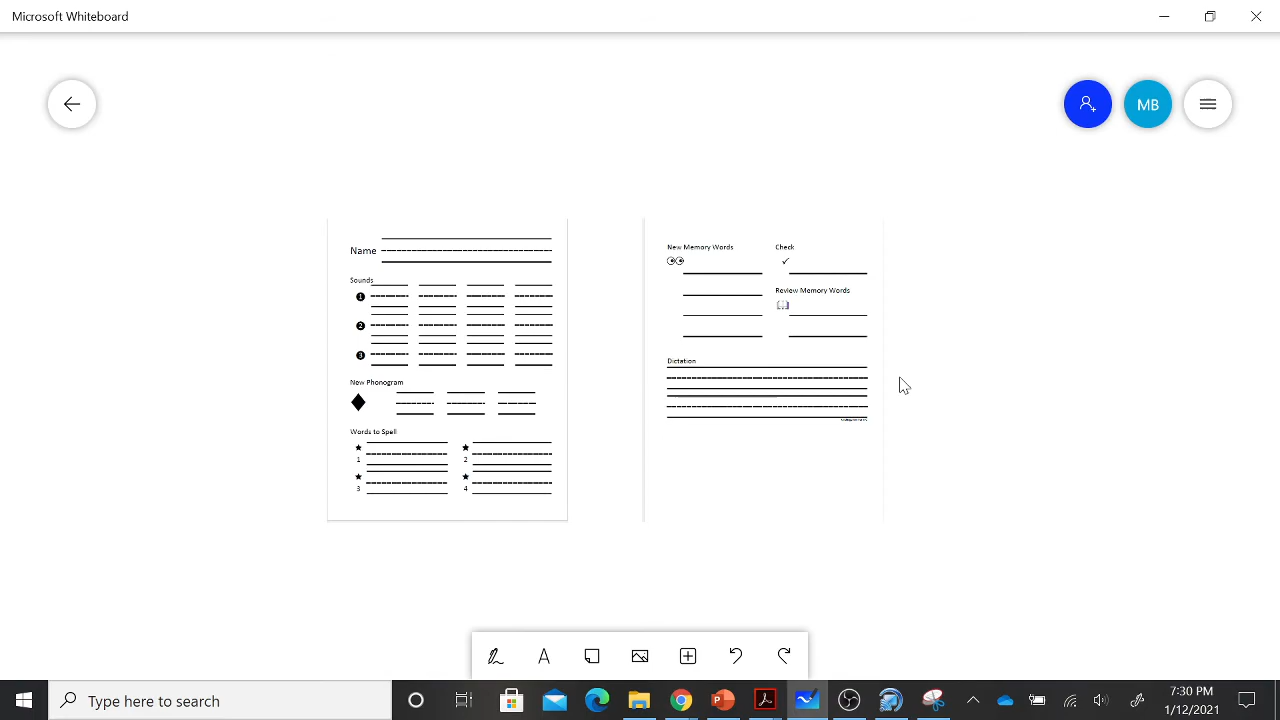 Microsoft Whiteboard
MB
Name
Sounds
1
2
3
New Phonogram
Words to Spell
1
2
3
4
New Memory Words
Check
Review Memory Words
Dictation
Type here to search
7:30 PM
1/12/2021